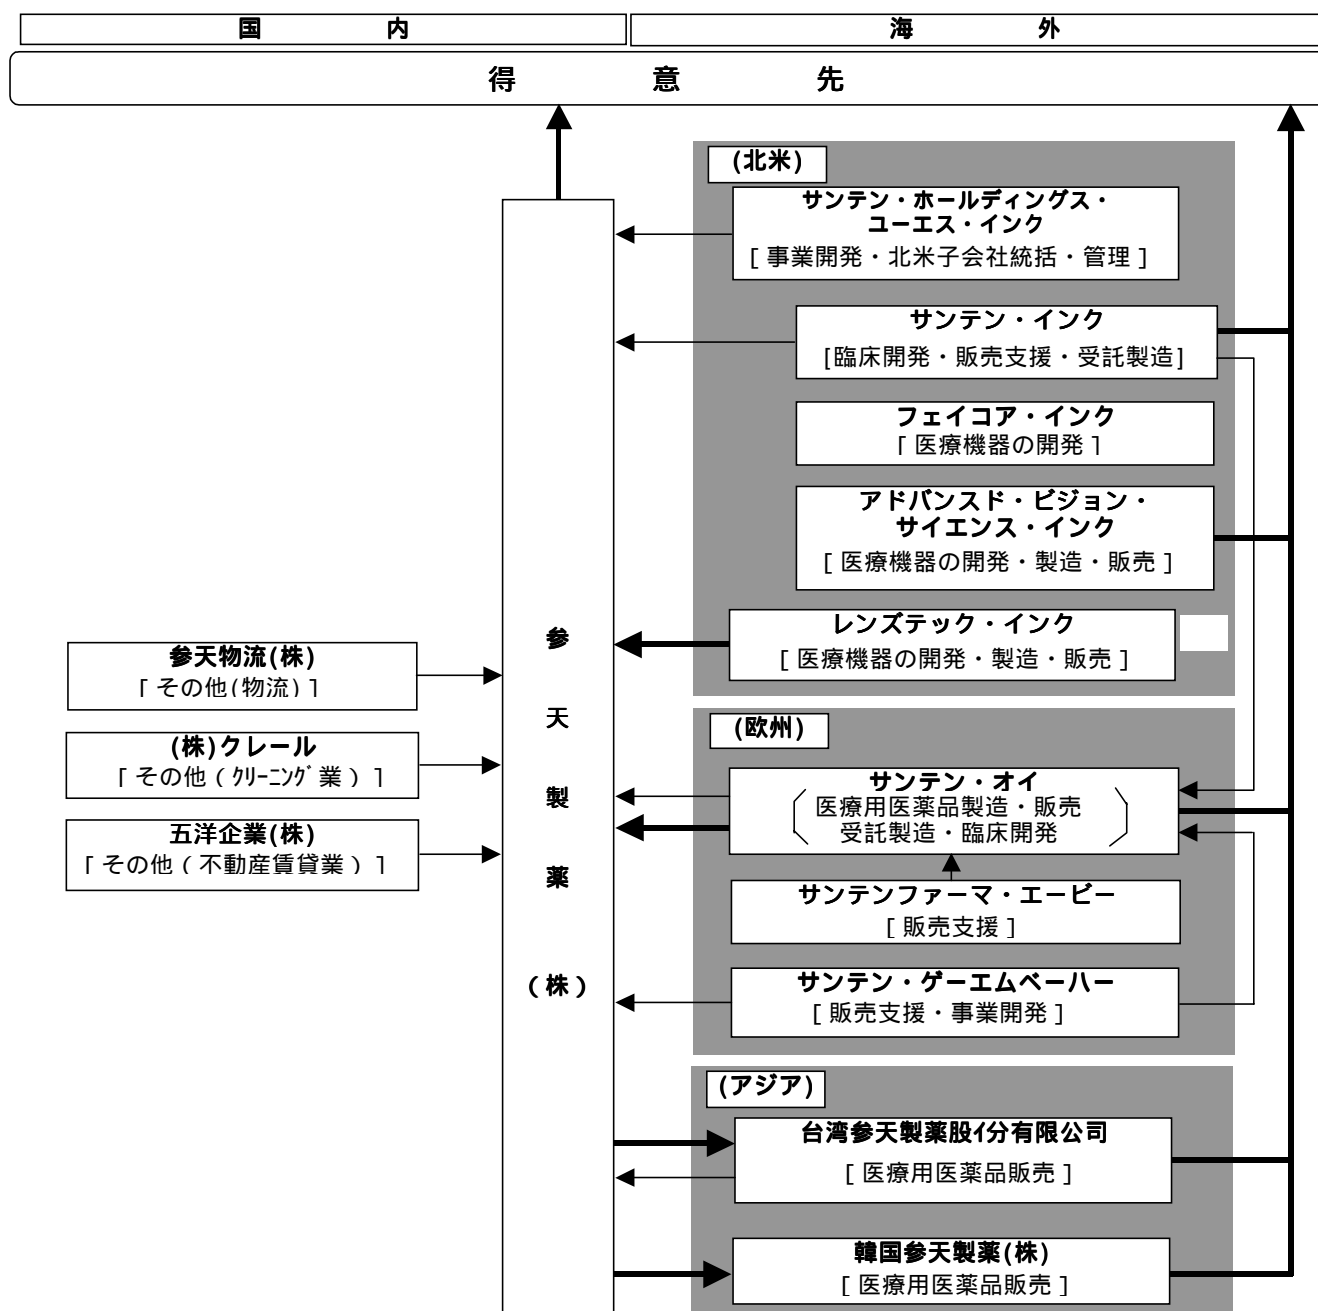 国内
海外
得意先
(北米)
サンテン・ホールディングス・
ユーエス・インク
[ 事業開発・北米子会社統括・管理 ]
サンテン・インク
[臨床開発・販売支援・受託製造]
フェイコア・インク
[ 医療機器の開発 ]
アドバンスド・ビジョン・
サイエンス・インク
[ 医療機器の開発・製造・販売 ]
レンズテック・インク
[ 医療機器の開発・製造・販売 ]
参天物流(株)
[ その他(物流) ]
(株)クレール
[ その他 ( ｸﾘｰﾆﾝｸﾞ業 ) ]
五洋企業(株)
[ その他 ( 不動産賃貸業 ) ]
参天製薬(株)
(欧州)
サンテン・オイ
医療用医薬品製造・販売
受託製造・臨床開発
サンテンファーマ・エービー
[ 販売支援 ]
サンテン・ゲーエムベーハー
[ 販売支援・事業開発 ]
(アジア)
台湾参天製薬股ｲ分有限公司
[ 医療用医薬品販売 ]
韓国参天製薬(株)
[ 医療用医薬品販売 ]